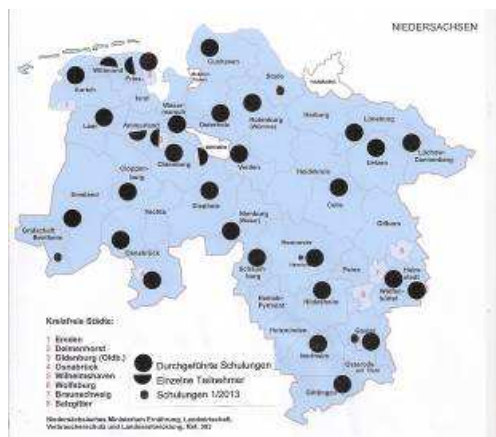 NIEDERSACHSEN
Cuxhaven
Stade
Wittmund
Aurich
Leer
Ammerland
Wesermarsch
Osterholz
Rotenburg
(Wümme)
Harburg
Lüneburg
Lüchow-
Dannenberg
Uelzen
Oldenburg
Verden
Cloppenburg
Heidekreis
Emsland
Vechta
Diepholz
Celle
Nienburg
(Weser)
Gifhorn
Grafschaft
Bentheim
Osnabrück
Schaumburg
Hannover
Peine
Helmstedt
Wolfenbüttel
Hameln-
Pyrmont
Hildesheim
Holzminden
Goslar
Northeim
Osterode
am Harz
Göttingen
Kreisfreie Städte:
1 Emden
2 Delmenhorst
3 Oldenburg (Oldb.)
4 Osnabrück
5 Wilhelmshaven
6 Wolfsburg
7 Braunschweig
8 Salzgitter
Durchgeführte Schulungen
Einzelne Teilnehmer
Schulungen 1/2013
Niedersächsisches Ministerium Ernährung, Landwirtschaft,
Verbraucherschutz und Landesentwicklung, Ref. 302